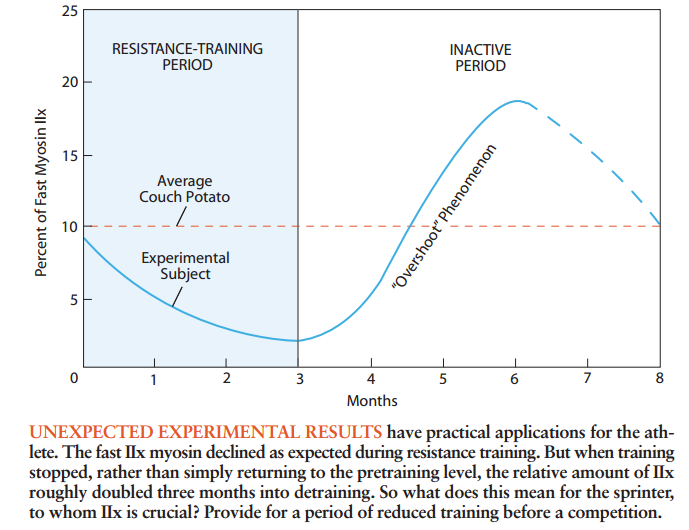 25
RESISTANCE-TRAINING
PERIOD
INACTIVE
PERIOD
20
Percent of Fast Myosin IIx
15
Average
Couch Potato
10
"Overshoot" Phenomenon
Experimental
Subject
5
0 1 2 3 4 5 6 7 8
Months
UNEXPECTED EXPERIMENTAL RESULTS have practical applications for the ath-
lete. The fast IIx myosin declined as expected during resistance training. But when training
stopped, rather than simply returning to the pretraining level, the relative amount of IIx
roughly doubled three months into detraining. So what does this mean for the sprinter,
to whom IIx is crucial? Provide for a period of reduced training before a competition.